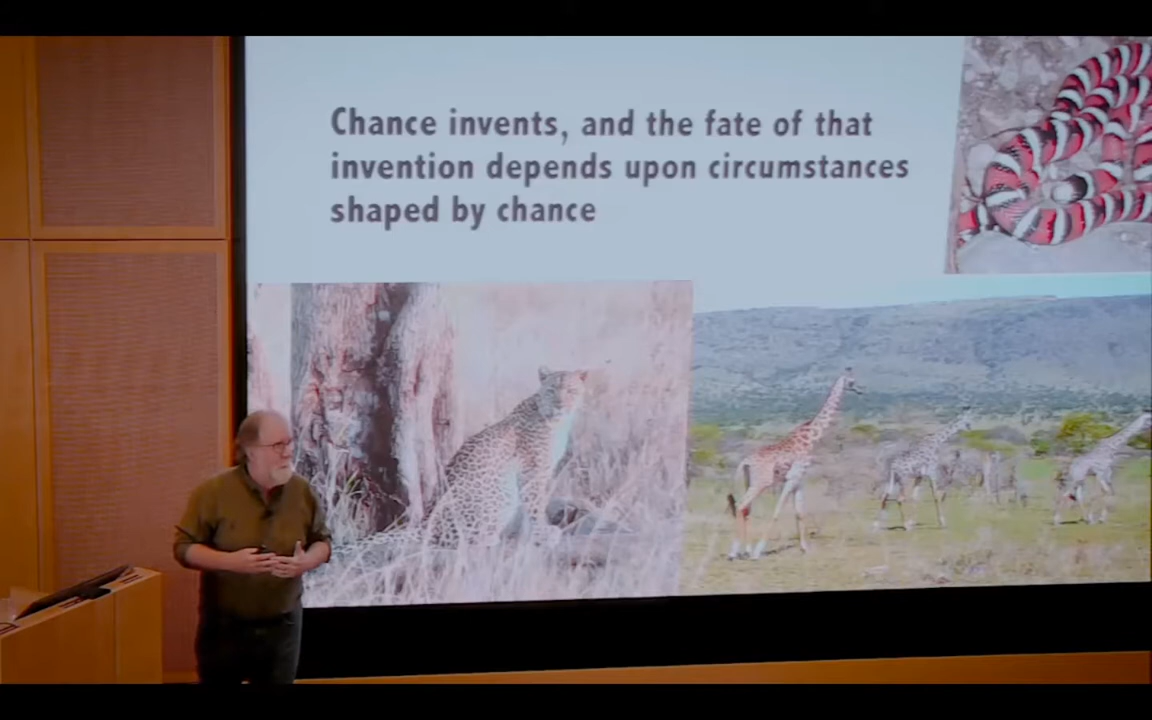 Chance invents, and the fate of that
invention depends upon circumstances
shaped by chance